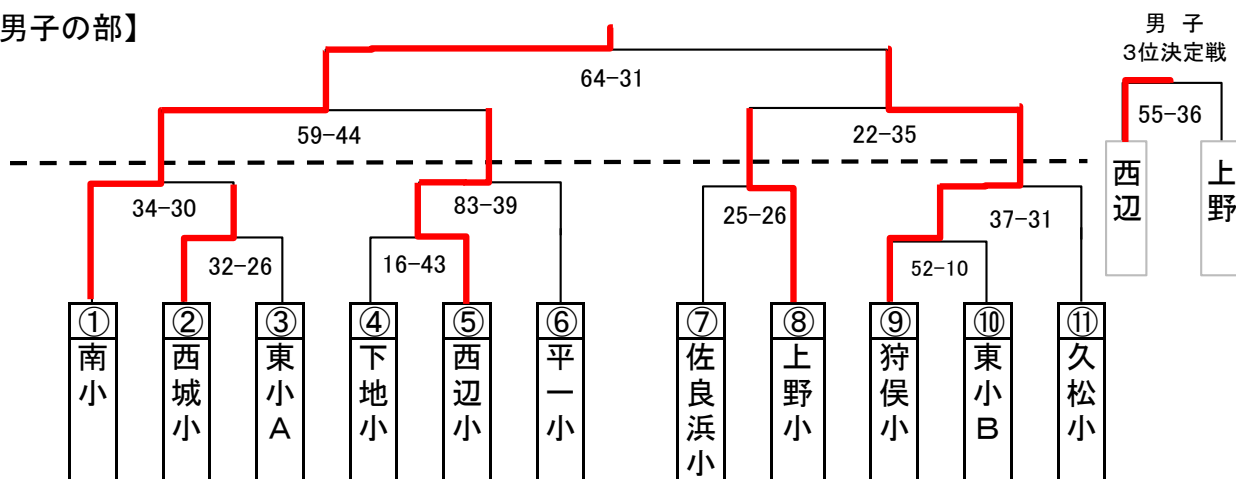 男子の部】
男 子
3位決定戦
64-31
55-36
59-44
22-35
西辺
上野
34-30
83-39
25-26
37-31
32-26
16-43
52-10
①
②
③
④
⑤
⑥
⑦
⑧
⑨
⑩
⑪
南小
西城小
東小A
下地小
西辺小
平一小
佐良浜小
上野小
狩俣小
東小B
久松小